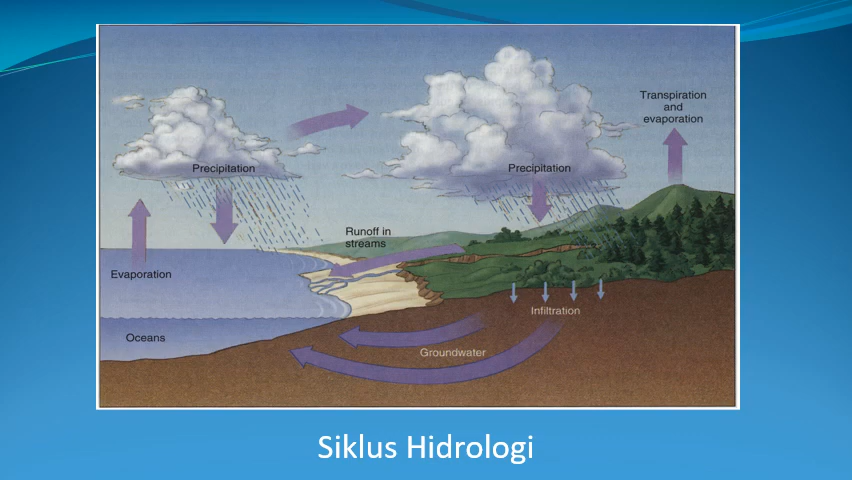 Transpiration
and
evaporation
Precipitation
Precipitation
Runoff in
streams
Evaporation
Infiltration
Oceans
Groundwater
Siklus Hidrologi